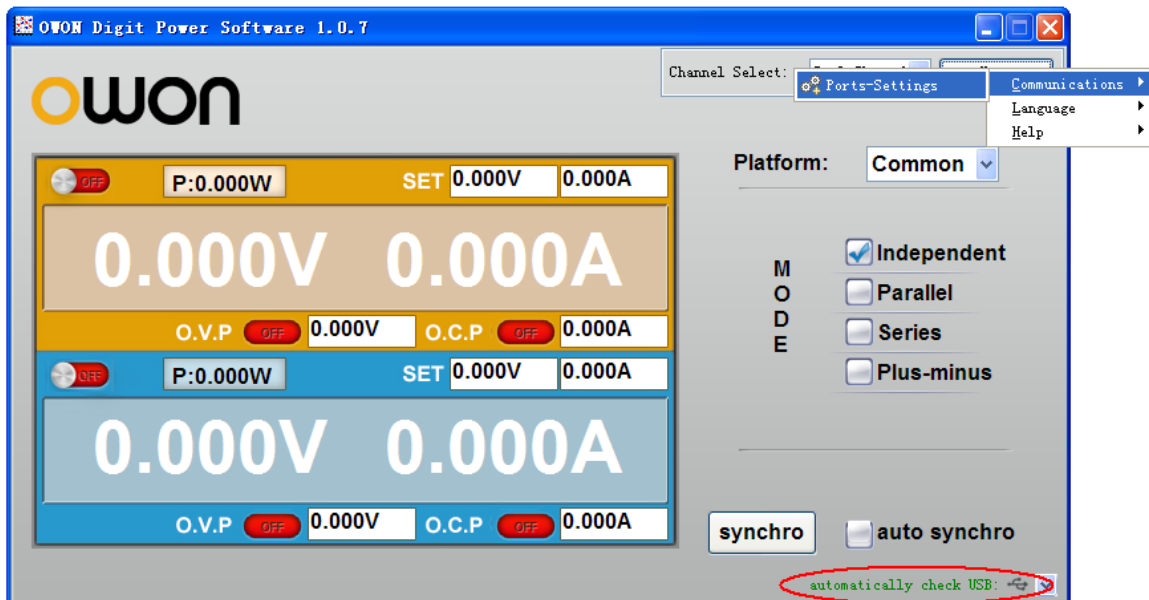 OWON Digit Power Software 1.0.7
owon
Channel Select:
Ports-Settings
Communications
Language
Help
OFF
P:0.000W
SET 0.000V 0.000A
0.000V 0.000A
O.V.P OFF 0.000V O.C.P OFF 0.000A
OFF
P:0.000W
SET 0.000V 0.000A
0.000V 0.000A
O.V.P OFF 0.000V O.C.P OFF 0.000A
Platform: Common
MODE
Independent
Parallel
Series
Plus-minus
synchro
auto synchro
automatically check USB: